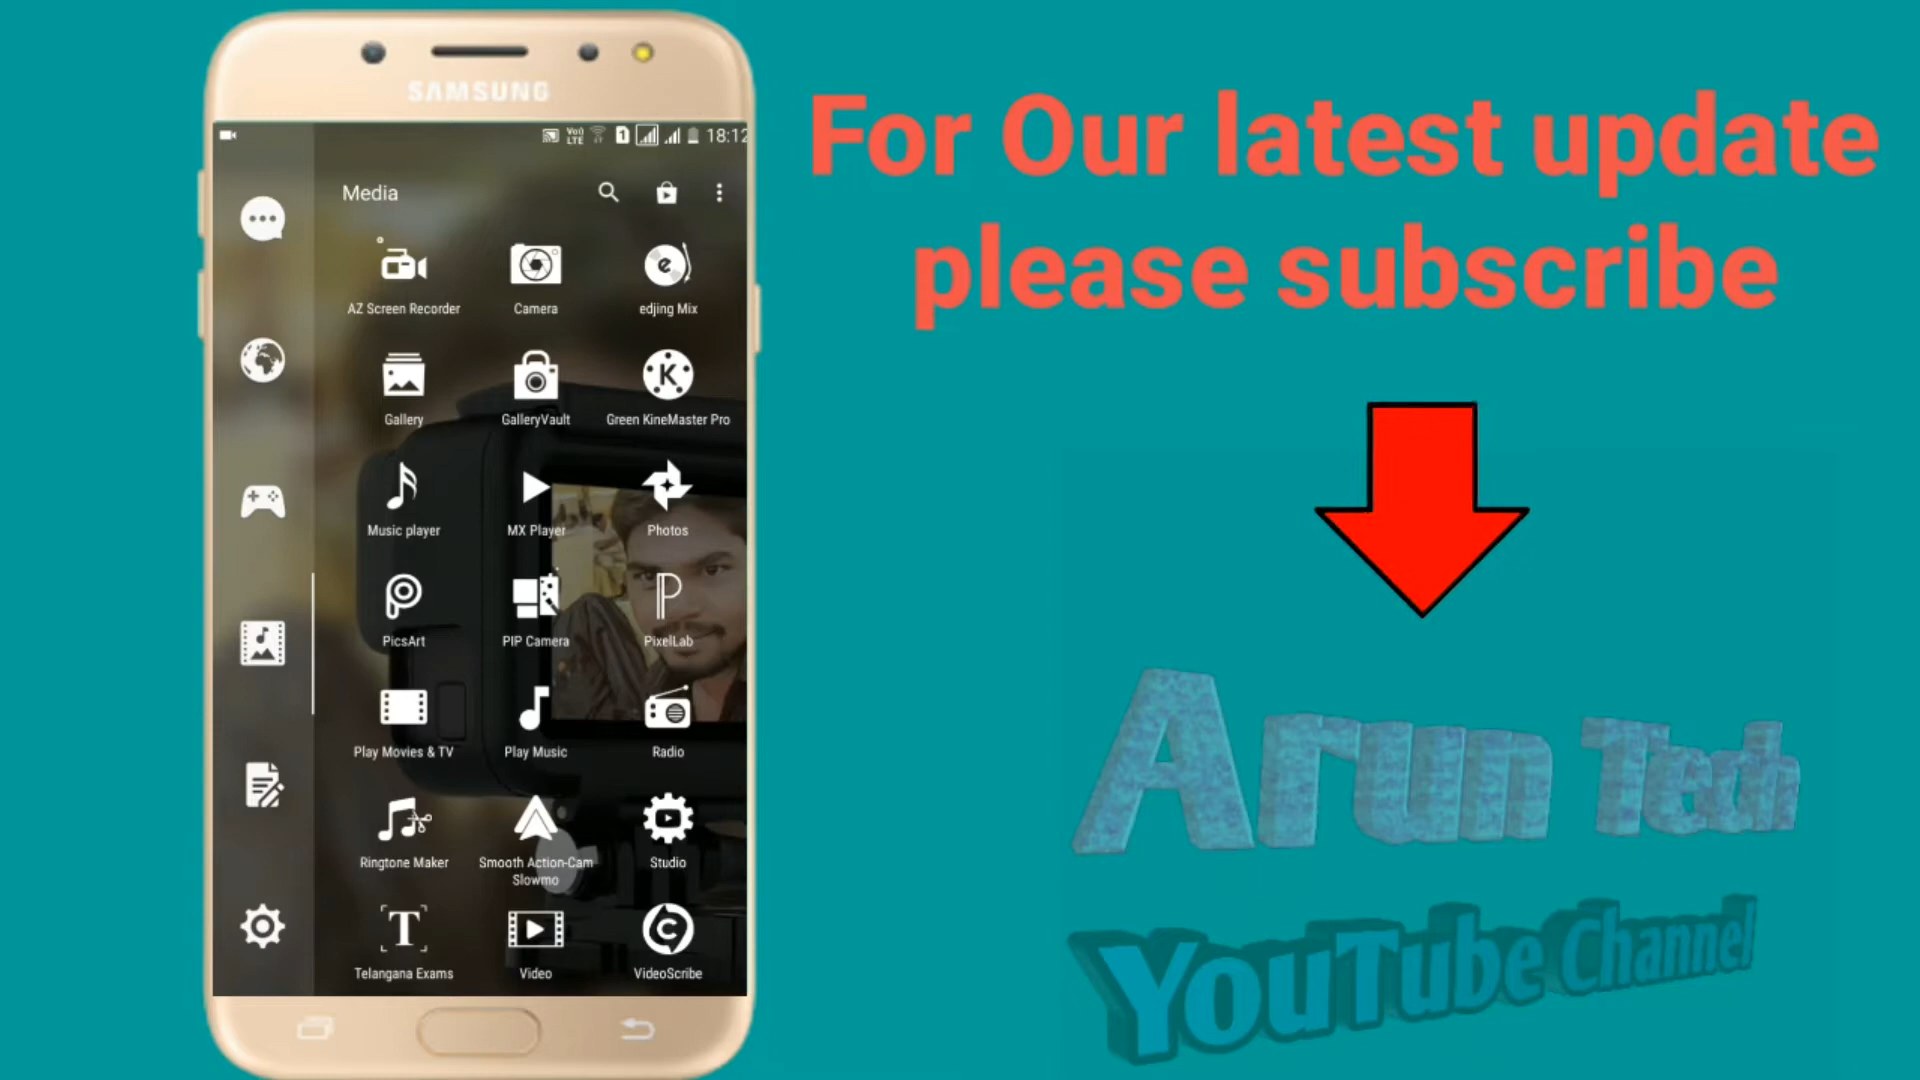 SAMSUNG
VoLTE 1 18:12
Media
AZ Screen Recorder Camera edjing Mix
Gallery GalleryVault Green KineMaster Pro
Music player MX Player Photos
PicsArt PIP Camera PixelLab
Play Movies & TV Play Music Radio
Ringtone Maker Smooth Action-Cam Studio
Slowmo
T
Telangana Exams Video VideoScribe
For Our latest update
please subscribe
Arun Tech
YouTube Channel